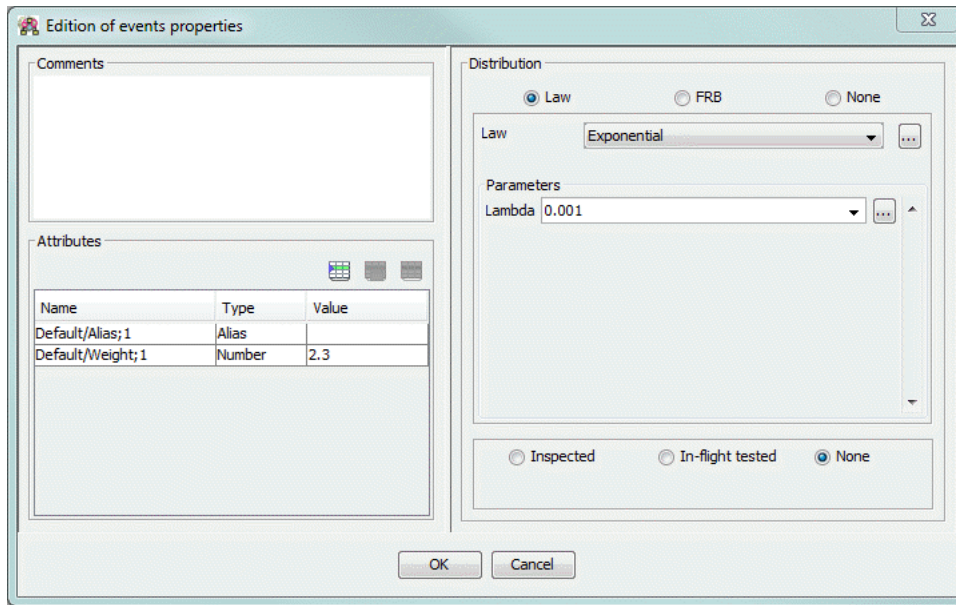 Edition of events properties
Comments
Attributes
Name Type Value
Default/Alias;1 Alias
Default/Weight;1 Number 2.3
Distribution
Law FRB None
Law Exponential ...
Parameters
Lambda 0.001 ...
Inspected In-flight tested None
OK Cancel